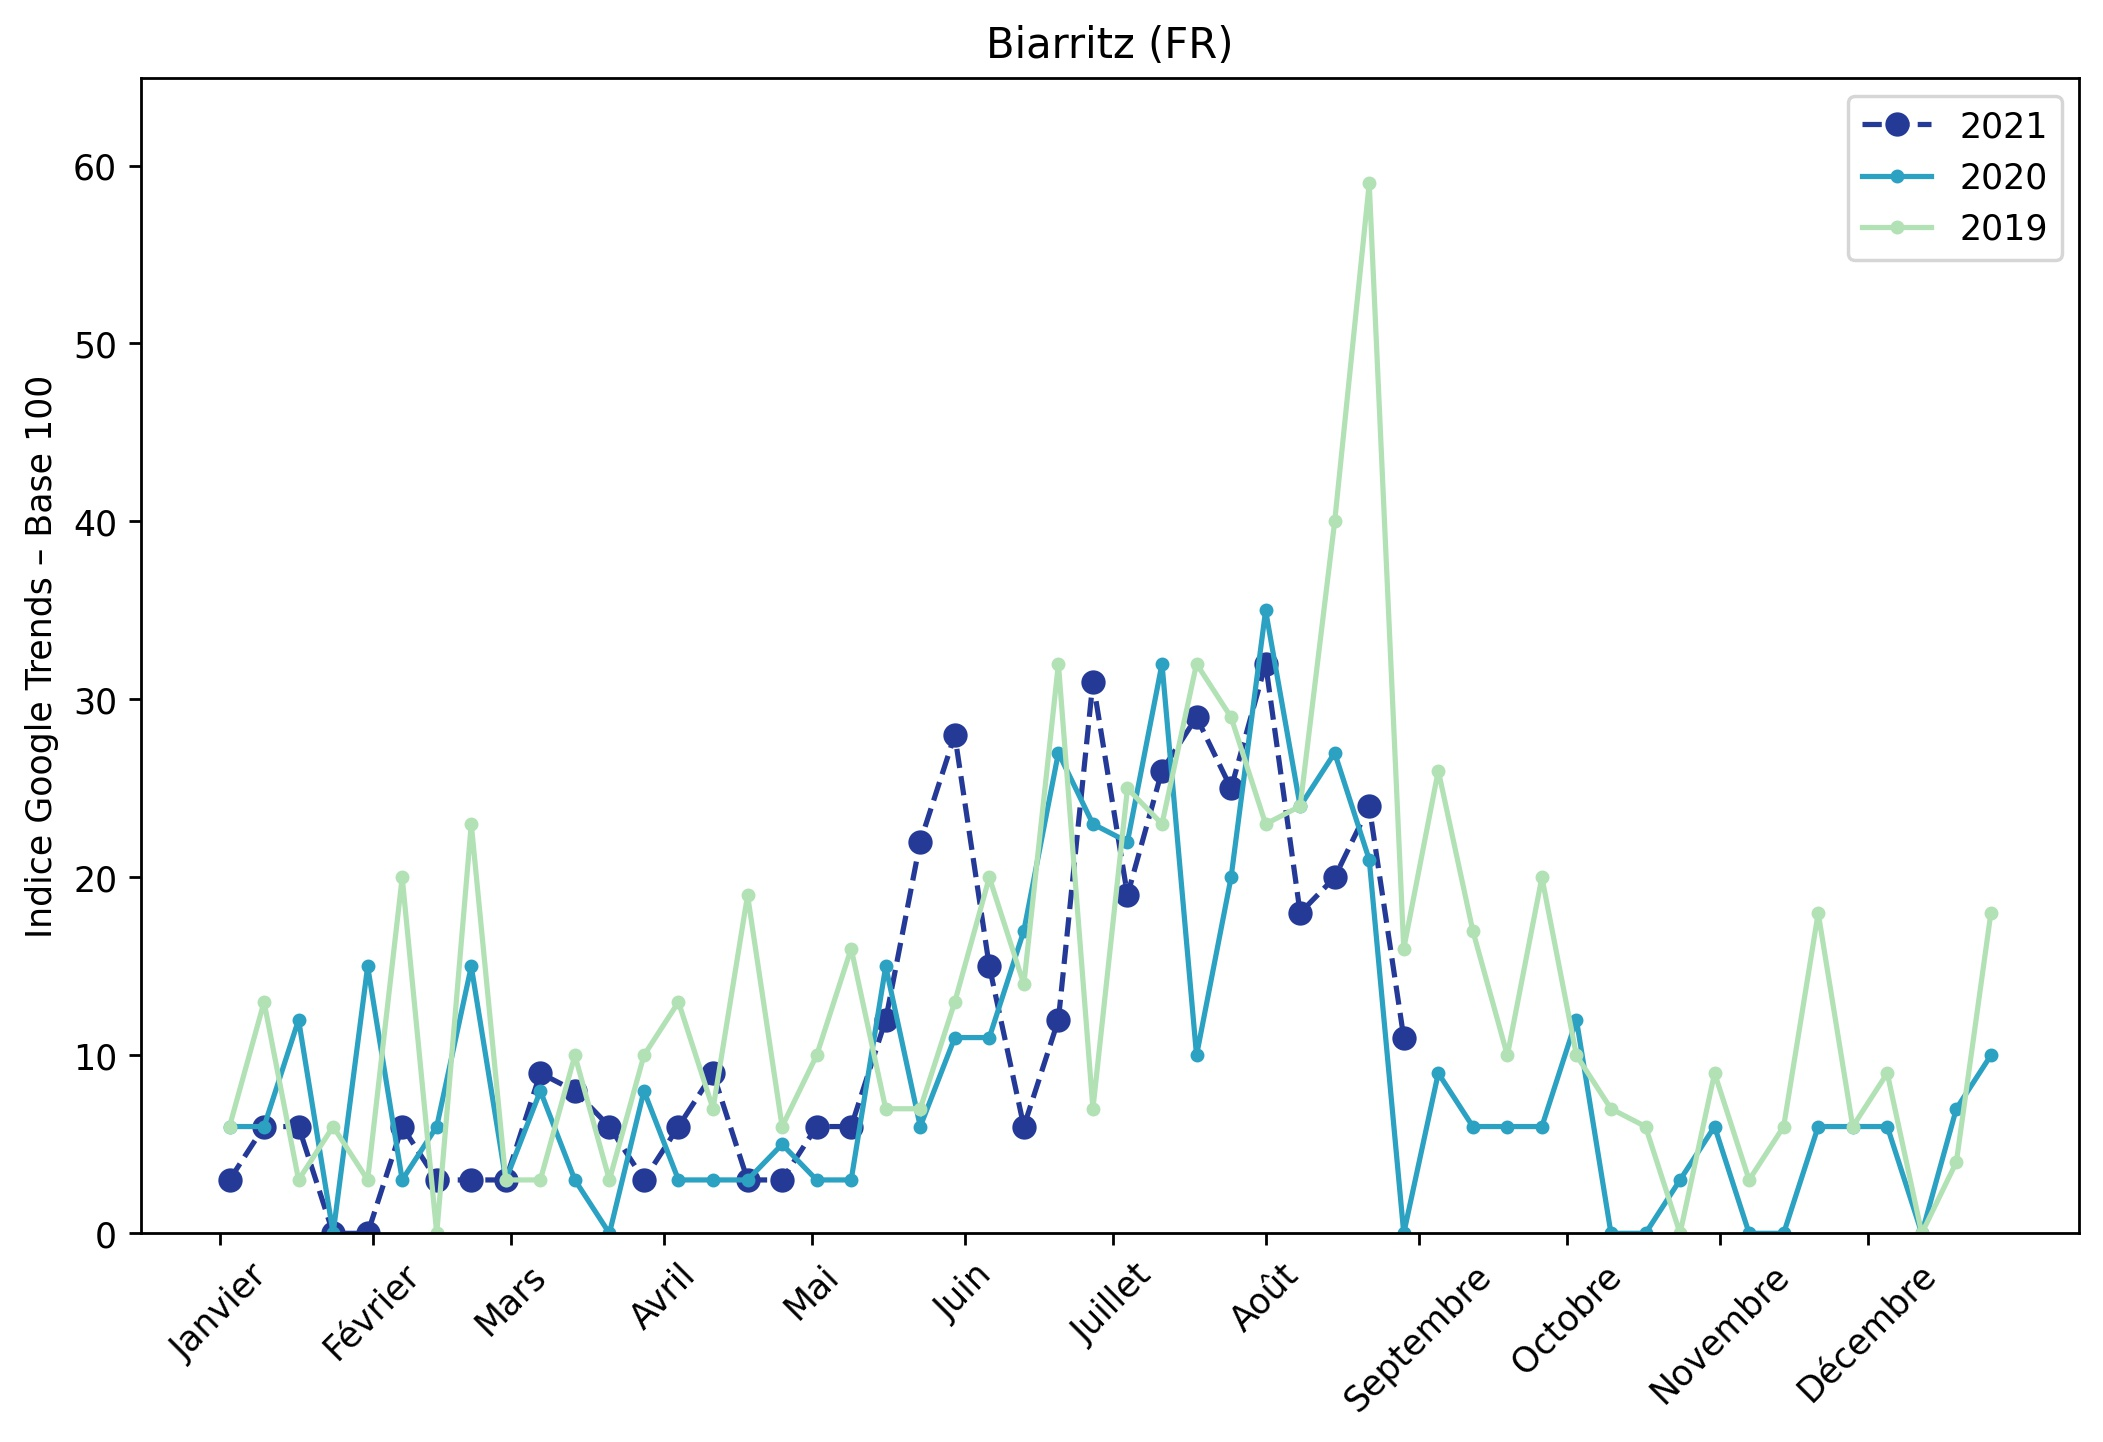 Biarritz (FR)
2021
2020
2019
Indice Google Trends – Base 100
60
50
40
30
20
10
0
Janvier
Février
Mars
Avril
Mai
Juin
Juillet
Août
Septembre
Octobre
Novembre
Décembre